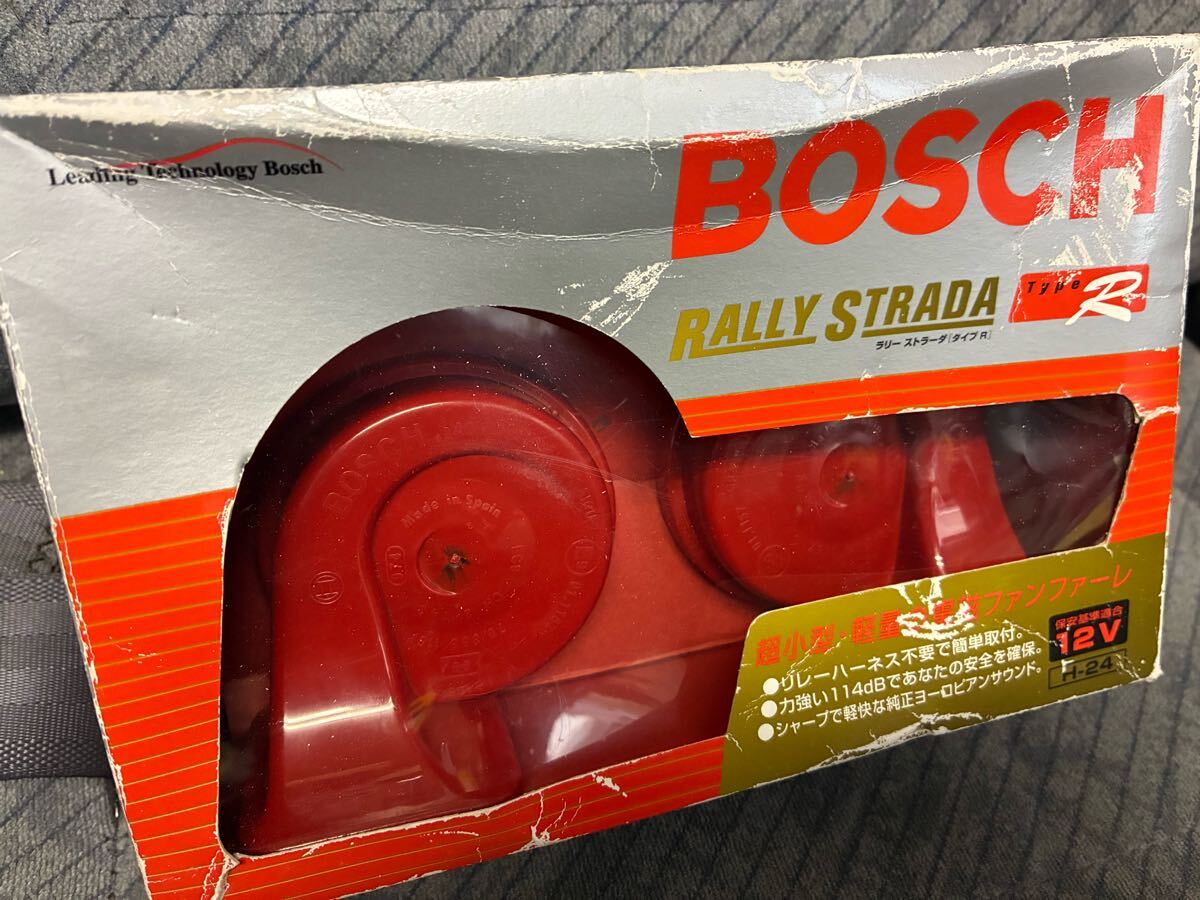 Leading Technology Bosch
BOSCH
RALLY STRADA
Type R
ラリー ストラーダ[タイプ R]
BOSCH
Made in Spain
超小型・軽量 ファンファーレ
●リレーハーネス不要で簡単取付。
●力強い114dBであなたの安全を確保。
●シャープで軽快な純正ヨーロピアンサウンド。
保安基準適合
12V
H-24